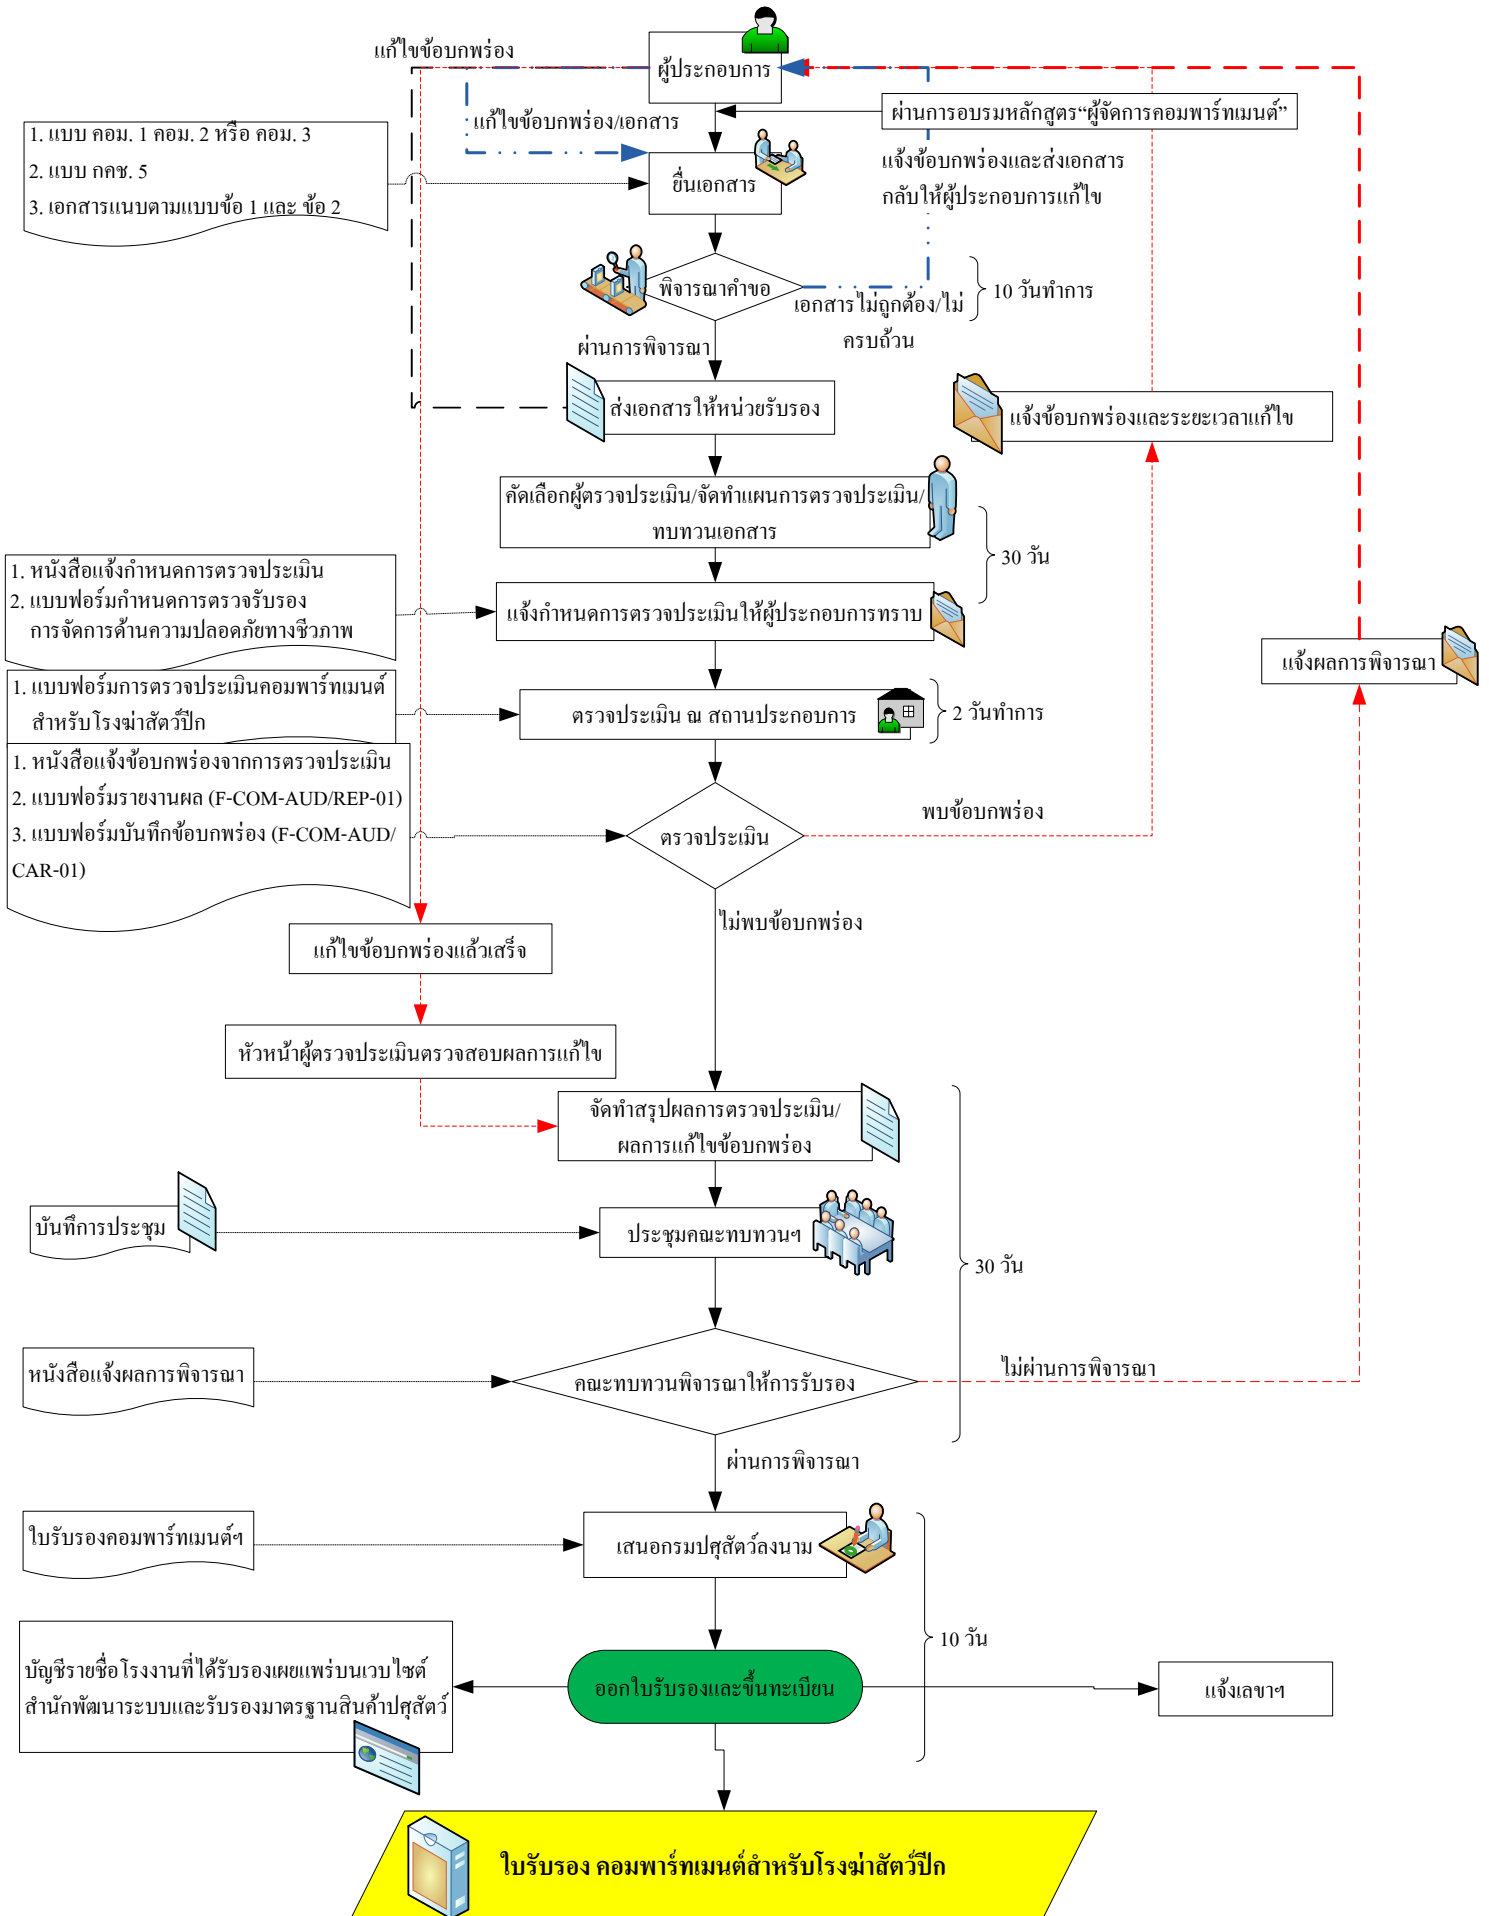 แก้ไขข้อบกพร่อง
ผู้ประกอบการ
ผ่านการอบรมหลักสูตร“ผู้จัดการคอมพาร์ทเมนต์”
แก้ไขข้อบกพร่อง/เอกสาร
1. แบบ คอม. 1 คอม. 2 หรือ คอม. 3
2. แบบ กคช. 5
3. เอกสารแนบตามแบบข้อ 1 และ ข้อ 2
ยื่นเอกสาร
แจ้งข้อบกพร่องและส่งเอกสาร
กลับให้ผู้ประกอบการแก้ไข
พิจารณาคำขอ
เอกสารไม่ถูกต้อง/ไม่
ครบถ้วน
10 วันทำการ
ผ่านการพิจารณา
ส่งเอกสารให้หน่วยรับรอง
แจ้งข้อบกพร่องและระยะเวลาแก้ไข
คัดเลือกผู้ตรวจประเมิน/จัดทำแผนการตรวจประเมิน/
ทบทวนเอกสาร
30 วัน
1. หนังสือแจ้งกำหนดการตรวจประเมิน
2. แบบฟอร์มกำหนดการตรวจรับรอง
การจัดการด้านความปลอดภัยทางชีวภาพ
แจ้งกำหนดการตรวจประเมินให้ผู้ประกอบการทราบ
แจ้งผลการพิจารณา
1. แบบฟอร์มการตรวจประเมินคอมพาร์ทเมนต์
สำหรับโรงฆ่าสัตว์ปีก
ตรวจประเมิน ณ สถานประกอบการ
2 วันทำการ
1. หนังสือแจ้งข้อบกพร่องจากการตรวจประเมิน
2. แบบฟอร์มรายงานผล (F-COM-AUD/REP-01)
3. แบบฟอร์มบันทึกข้อบกพร่อง (F-COM-AUD/
CAR-01)
ตรวจประเมิน
พบข้อบกพร่อง
ไม่พบข้อบกพร่อง
แก้ไขข้อบกพร่องแล้วเสร็จ
หัวหน้าผู้ตรวจประเมินตรวจสอบผลการแก้ไข
จัดทำสรุปผลการตรวจประเมิน/
ผลการแก้ไขข้อบกพร่อง
บันทึการประชุม
ประชุมคณะทบทวนฯ
30 วัน
หนังสือแจ้งผลการพิจารณา
คณะทบทวนพิจารณาให้การรับรอง
ไม่ผ่านการพิจารณา
ผ่านการพิจารณา
ใบรับรองคอมพาร์ทเมนต์ฯ
เสนอกรมปศุสัตว์ลงนาม
10 วัน
บัญชีรายชื่อโรงงานที่ได้รับรองเผยแพร่บนเวบไซต์
สำนักพัฒนาระบบและรับรองมาตรฐานสินค้าปศุสัตว์
ออกใบรับรองและขึ้นทะเบียน
แจ้งเลขาฯ
ใบรับรอง คอมพาร์ทเมนต์สำหรับโรงฆ่าสัตว์ปีก